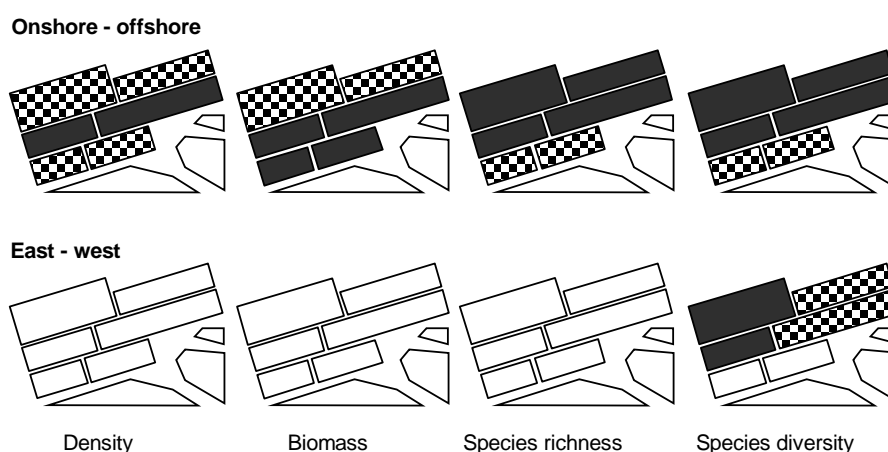 Onshore - offshore
East - west
Density
Biomass
Species richness
Species diversity